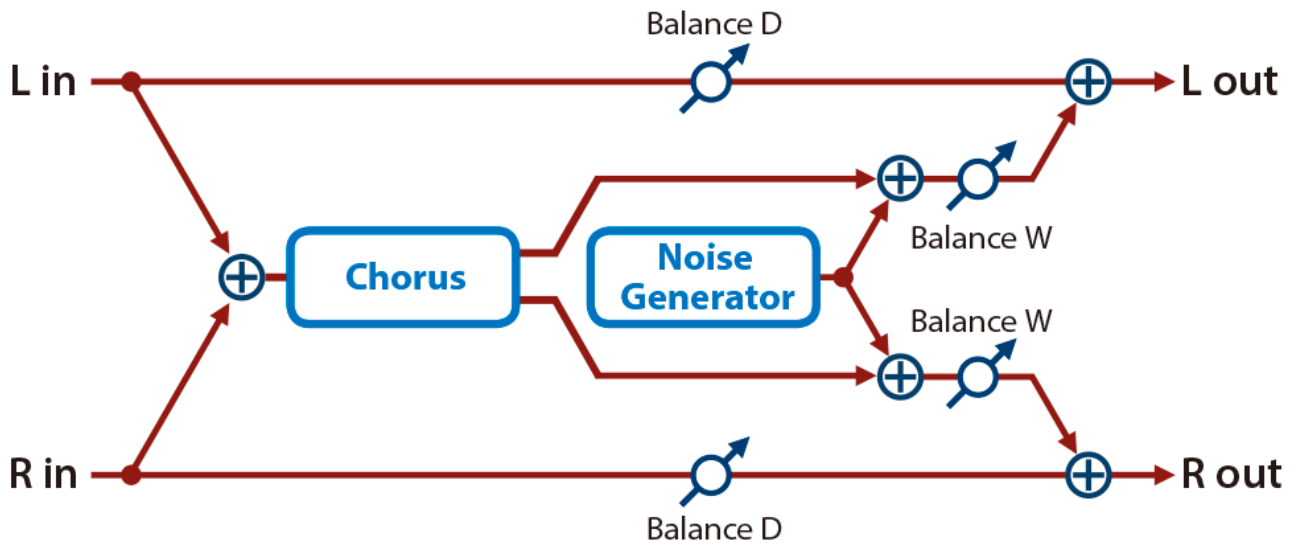 Balance D
L in
L out
Balance W
Chorus
Noise
Generator
Balance W
R in
R out
Balance D